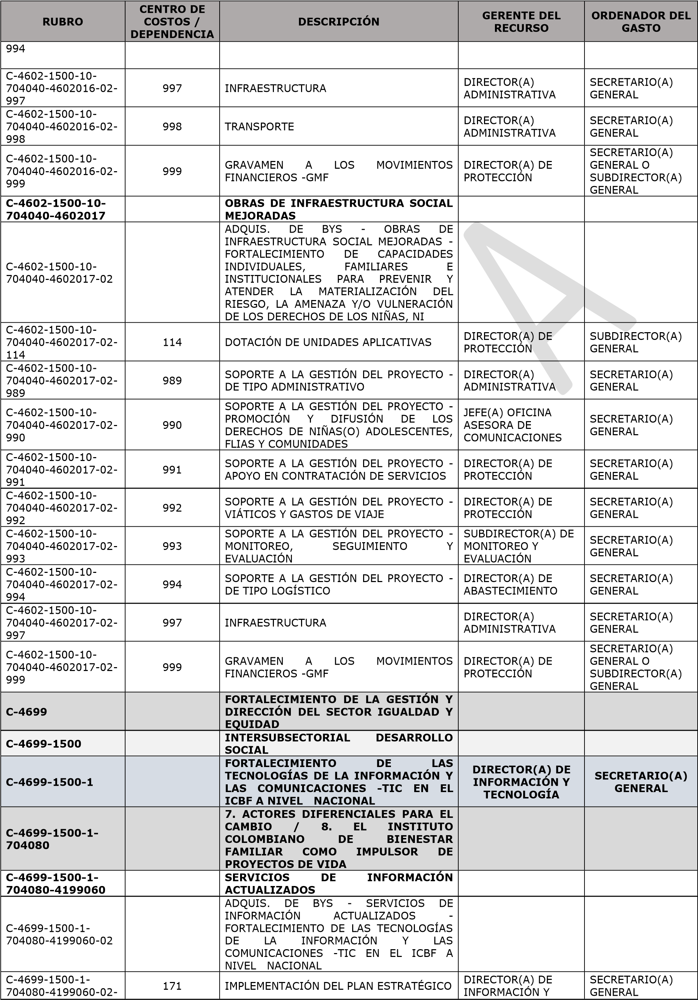 RUBRO
CENTRO DE
COSTOS /
DEPENDENCIA
DESCRIPCIÓN
GERENTE DEL
RECURSO
ORDENADOR DEL
GASTO
994
C-4602-1500-10-
704040-4602016-02-
997
997
INFRAESTRUCTURA
DIRECTOR(A)
ADMINISTRATIVA
SECRETARIO(A)
GENERAL
C-4602-1500-10-
704040-4602016-02-
998
998
TRANSPORTE
DIRECTOR(A)
ADMINISTRATIVA
SECRETARIO(A)
GENERAL
C-4602-1500-10-
704040-4602016-02-
999
999
GRAVAMEN A LOS MOVIMIENTOS
FINANCIEROS -GMF
DIRECTOR(A) DE
PROTECCIÓN
SECRETARIO(A)
GENERAL O
SUBDIRECTOR(A)
GENERAL
C-4602-1500-10-
704040-4602017
OBRAS DE INFRAESTRUCTURA SOCIAL
MEJORADAS
C-4602-1500-10-
704040-4602017-02
ADQUIS. DE BYS - OBRAS DE
INFRAESTRUCTURA SOCIAL MEJORADAS -
FORTALECIMIENTO DE CAPACIDADES
INDIVIDUALES, FAMILIARES E
INSTITUCIONALES PARA PREVENIR Y
ATENDER LA MATERIALIZACIÓN DEL
RIESGO, LA AMENAZA Y/O VULNERACIÓN
DE LOS DERECHOS DE LOS NIÑAS, NI
A
C-4602-1500-10-
704040-4602017-02-
114
114
DOTACIÓN DE UNIDADES APLICATIVAS
DIRECTOR(A) DE
PROTECCIÓN
SUBDIRECTOR(A)
GENERAL
C-4602-1500-10-
704040-4602017-02-
989
989
SOPORTE A LA GESTIÓN DEL PROYECTO -
DE TIPO ADMINISTRATIVO
DIRECTOR(A)
ADMINISTRATIVA
SECRETARIO(A)
GENERAL
C-4602-1500-10-
704040-4602017-02-
990
990
SOPORTE A LA GESTIÓN DEL PROYECTO -
PROMOCIÓN Y DIFUSIÓN DE LOS
DERECHOS DE NIÑAS(O) ADOLESCENTES,
FLIAS Y COMUNIDADES
JEFE(A) OFICINA
ASESORA DE
COMUNICACIONES
SECRETARIO(A)
GENERAL
C-4602-1500-10-
704040-4602017-02-
991
991
SOPORTE A LA GESTIÓN DEL PROYECTO -
APOYO EN CONTRATACIÓN DE SERVICIOS
DIRECTOR(A) DE
PROTECCIÓN
SECRETARIO(A)
GENERAL
C-4602-1500-10-
704040-4602017-02-
992
992
SOPORTE A LA GESTIÓN DEL PROYECTO -
VIÁTICOS Y GASTOS DE VIAJE
DIRECTOR(A) DE
PROTECCIÓN
SECRETARIO(A)
GENERAL
C-4602-1500-10-
704040-4602017-02-
993
993
SOPORTE A LA GESTIÓN DEL PROYECTO -
MONITOREO, SEGUIMIENTO Y
EVALUACIÓN
SUBDIRECTOR(A) DE
MONITOREO Y
EVALUACIÓN
SECRETARIO(A)
GENERAL
C-4602-1500-10-
704040-4602017-02-
994
994
SOPORTE A LA GESTIÓN DEL PROYECTO -
DE TIPO LOGÍSTICO
DIRECTOR(A) DE
ABASTECIMIENTO
SECRETARIO(A)
GENERAL
C-4602-1500-10-
704040-4602017-02-
997
997
INFRAESTRUCTURA
DIRECTOR(A)
ADMINISTRATIVA
SECRETARIO(A)
GENERAL
C-4602-1500-10-
704040-4602017-02-
999
999
GRAVAMEN A LOS MOVIMIENTOS
FINANCIEROS -GMF
DIRECTOR(A) DE
PROTECCIÓN
SECRETARIO(A)
GENERAL O
SUBDIRECTOR(A)
GENERAL
C-4699
FORTALECIMIENTO DE LA GESTIÓN Y
DIRECCIÓN DEL SECTOR IGUALDAD Y
EQUIDAD
C-4699-1500
INTERSUBSECTORIAL DESARROLLO
SOCIAL
C-4699-1500-1
FORTALECIMIENTO DE LAS
TECNOLOGÍAS DE LA INFORMACIÓN Y
LAS COMUNICACIONES -TIC EN EL
ICBF A NIVEL NACIONAL
DIRECTOR(A) DE
INFORMACIÓN Y
TECNOLOGÍA
SECRETARIO(A)
GENERAL
C-4699-1500-1-
704080
7. ACTORES DIFERENCIALES PARA EL
CAMBIO / 8. EL INSTITUTO
COLOMBIANO DE BIENESTAR
FAMILIAR COMO IMPULSOR DE
PROYECTOS DE VIDA
C-4699-1500-1-
704080-4199060
SERVICIOS DE INFORMACIÓN
ACTUALIZADOS
C-4699-1500-1-
704080-4199060-02
ADQUIS. DE BYS - SERVICIOS DE
INFORMACIÓN ACTUALIZADOS -
FORTALECIMIENTO DE LAS TECNOLOGÍAS
DE LA INFORMACIÓN Y LAS
COMUNICACIONES -TIC EN EL ICBF A
NIVEL NACIONAL
C-4699-1500-1-
704080-4199060-02-
171
IMPLEMENTACIÓN DEL PLAN ESTRATÉGICO
DIRECTOR(A) DE
INFORMACIÓN Y
SECRETARIO(A)
GENERAL